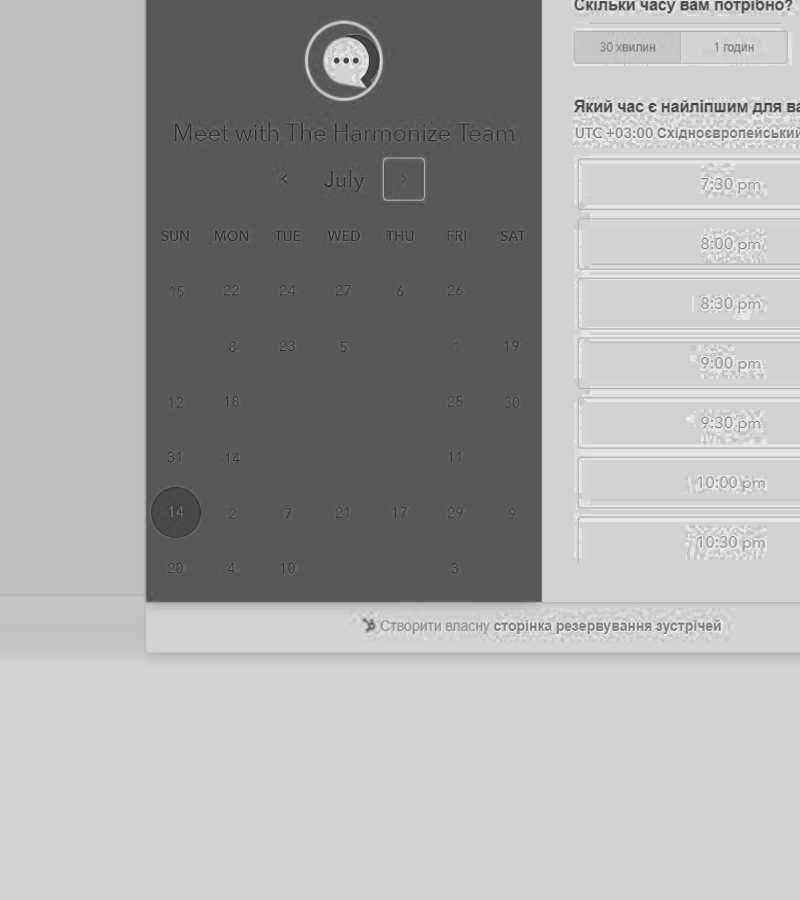 Meet with The Harmonize Team
‹ July ›
SUN MON TUE WED THU FRI SAT
15 22 24 27 6 26
8 23 5 1 19
12 18 25 30
31 14 11
14 2 7 21 17 29 9
20 4 10 3
Скільки часу вам потрібно?
30 хвилин 1 годин
Який час є найліпшим для ва
UTC +03:00 Східноєвропейський
7:30 pm
8:00 pm
8:30 pm
9:00 pm
9:30 pm
10:00 pm
10:30 pm
Створити власну сторінка резервування зустрічей